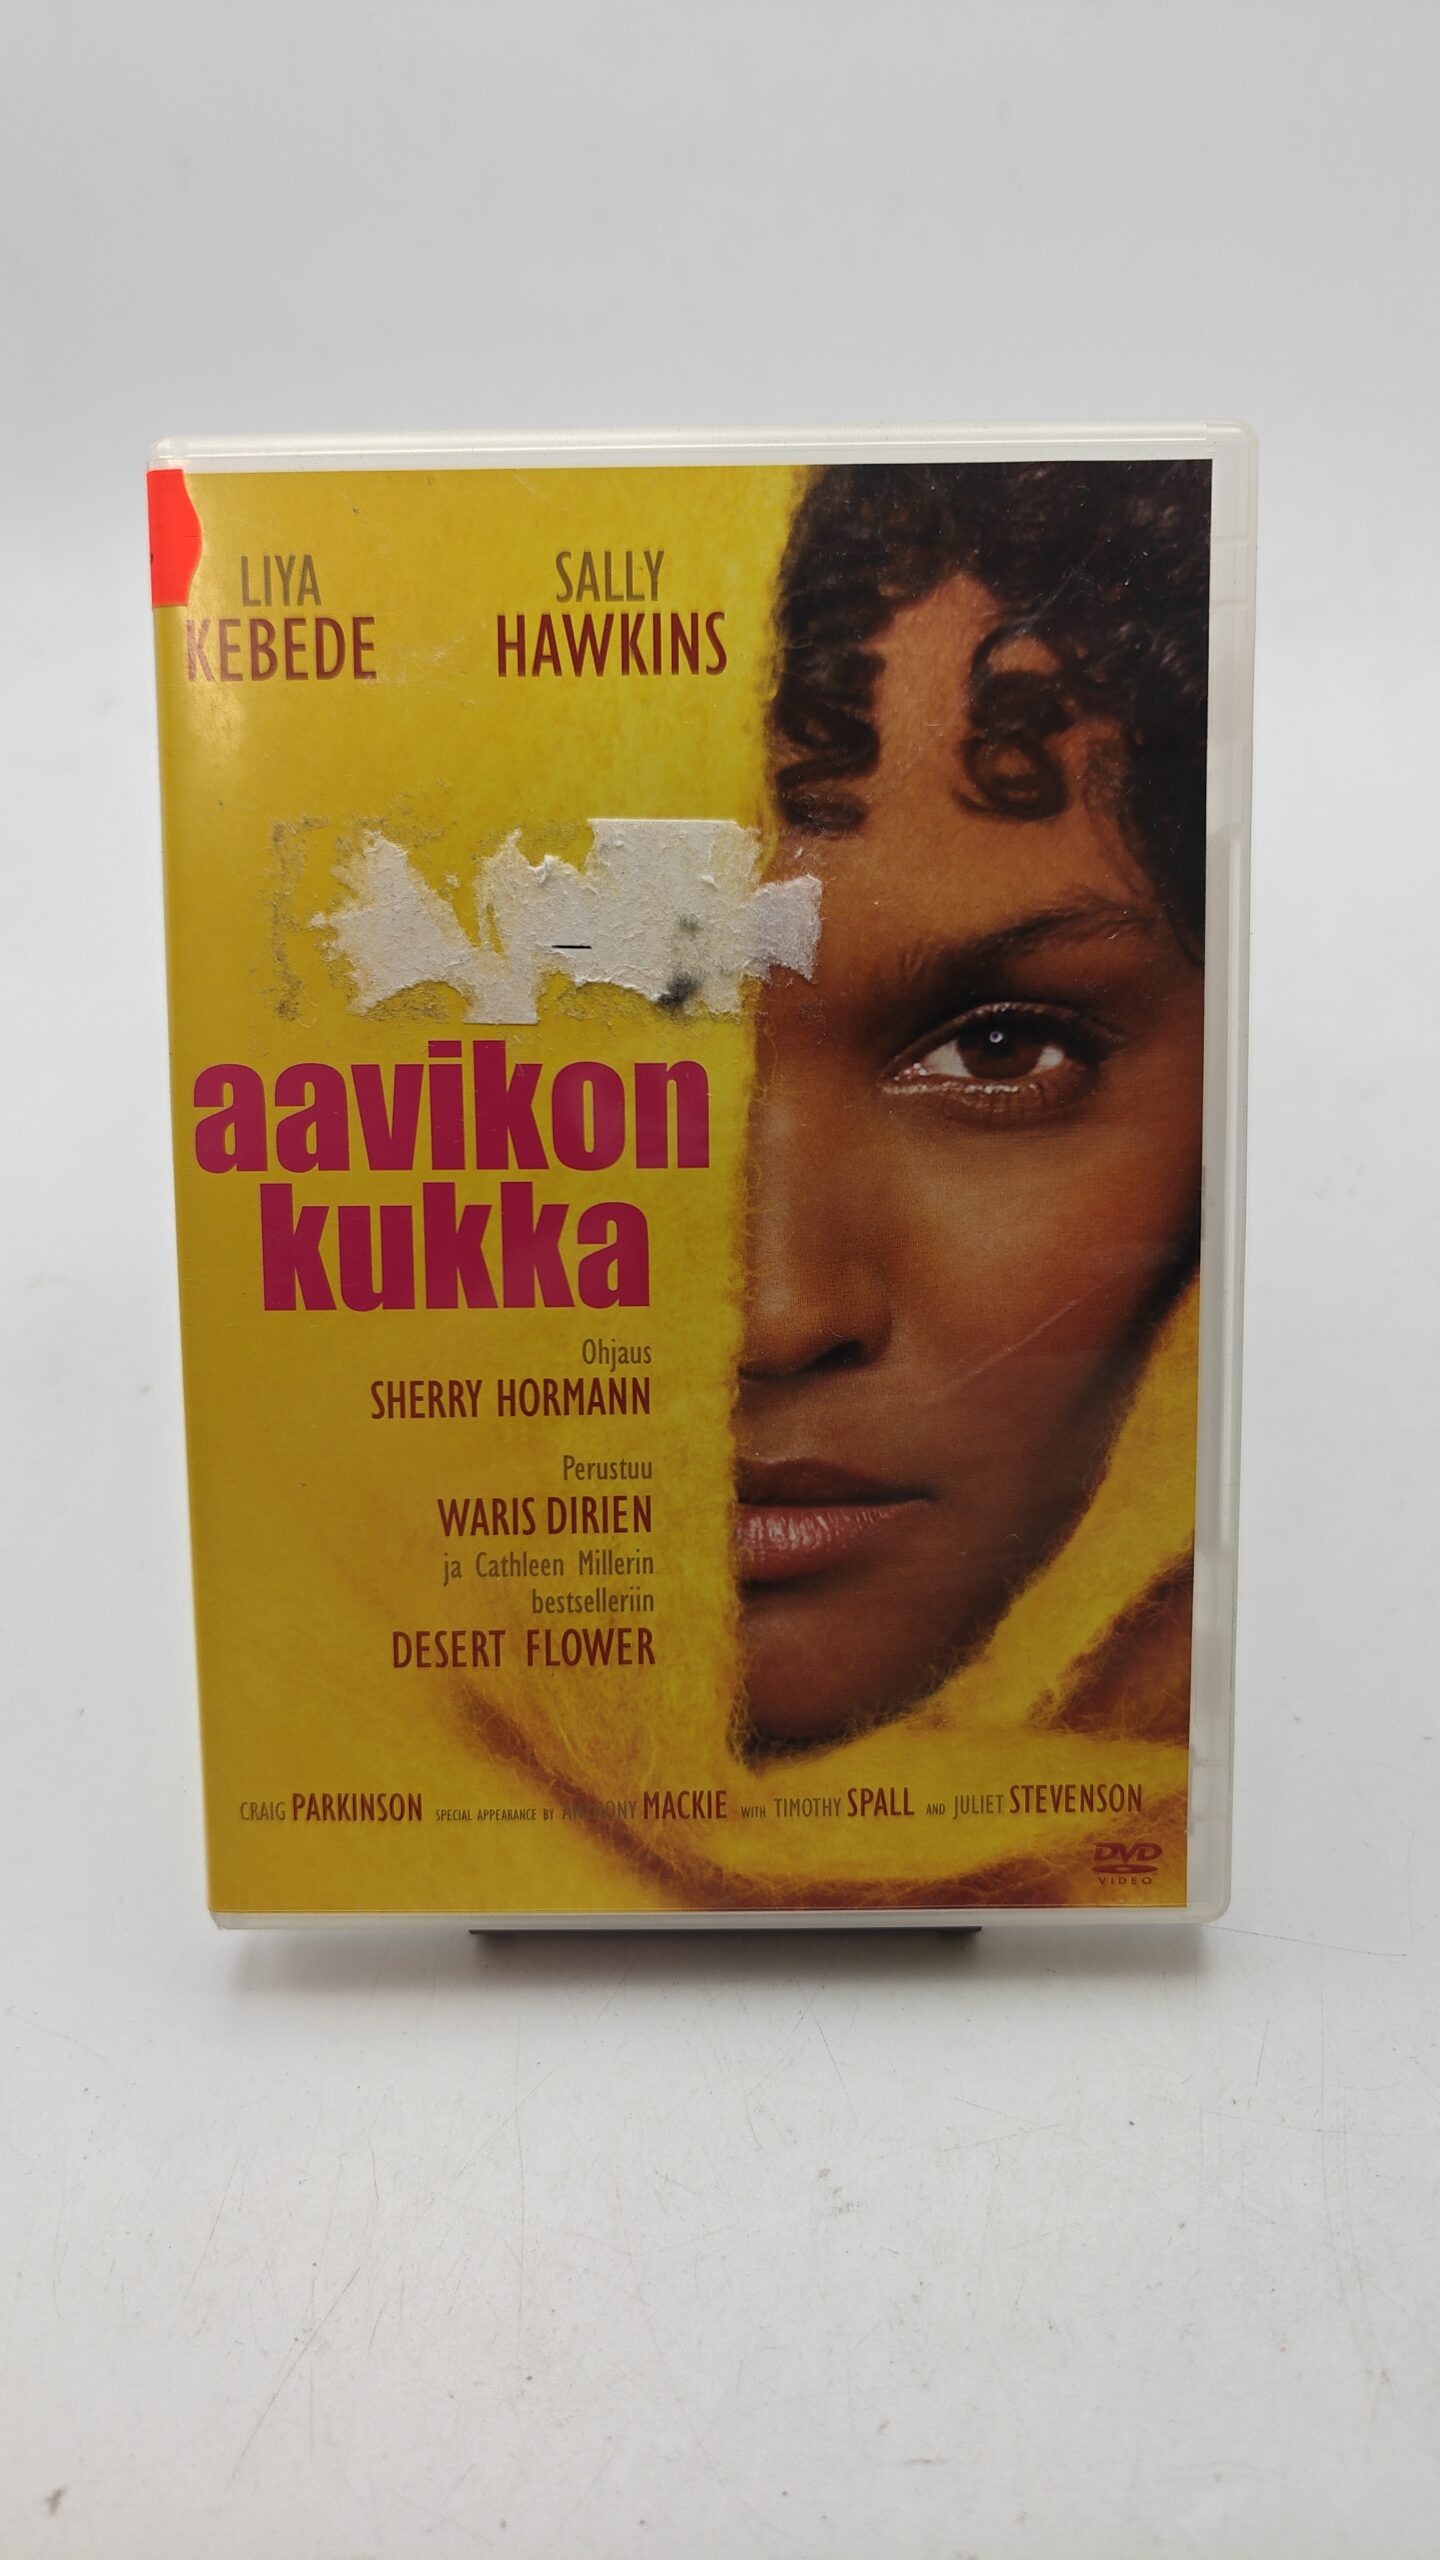 LIYA
KEBEDE
SALLY
HAWKINS
aavikon
kukka
Ohjaus
SHERRY HORMANN
Perustuu
WARIS DIRIEN
ja Cathleen Millerin
bestselleriin
DESERT FLOWER
CRAIG PARKINSON SPECIAL APPEARANCE BY ANTHONY MACKIE WITH TIMOTHY SPALL AND JULIET STEVENSON
DVD
VIDEO